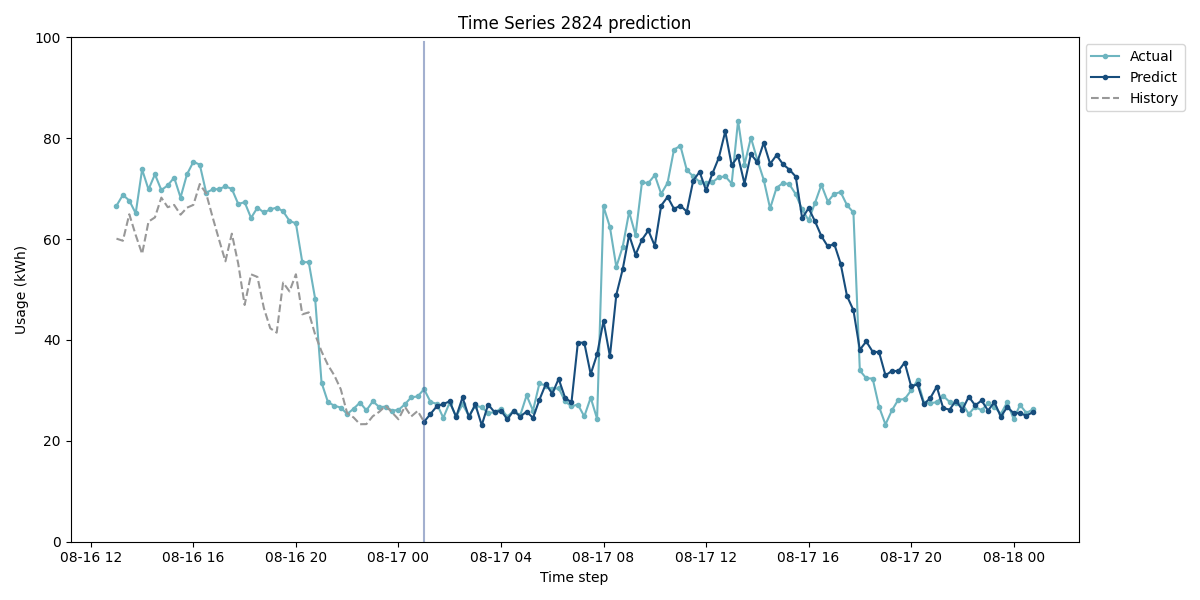 Time Series 2824 prediction
100
80
60
40
20
0
Usage (kWh)
08-16 12
08-16 16
08-16 20
08-17 00
08-17 04
08-17 08
08-17 12
08-17 16
08-17 20
08-18 00
Time step
Actual
Predict
History